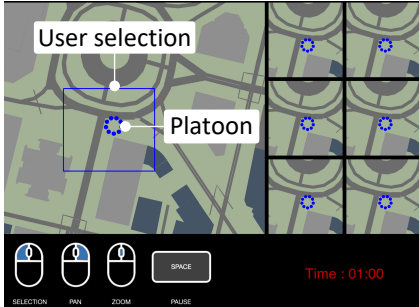 User selection
Platoon
SPACE
Time : 01:00
SELECTION PAN ZOOM PAUSE